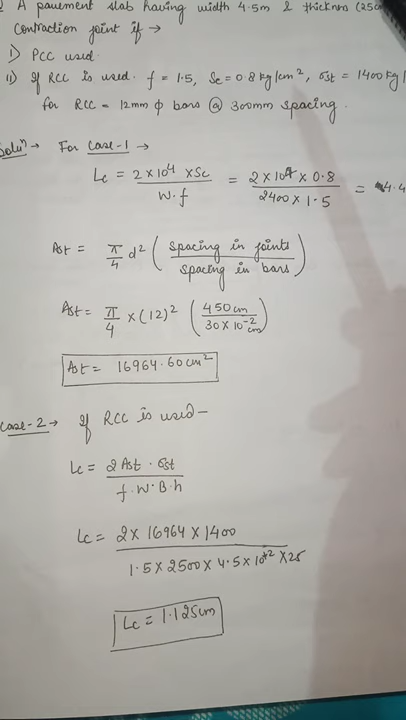 A pavement slab having width 4.5m & thickness (25cm
Contraction joint if →
i) PCC used.
ii) If RCC is used. f = 1.5, Sc = 0.8 kg/cm², σst = 1400 kg/
for RCC = 12mm ϕ bars @ 300mm spacing.
Soluⁿ → For Case-1 →
Lc = 2×10⁴ × Sc / W.f = 2×10⁴ × 0.8 / 2400 × 1.5 = 4.4
Ast = π/4 d² (spacing in joints / spacing in bars)
Ast = π/4 × (12)² (450 cm / 30 × 10⁻² cm)
Ast = 16964.60 cm²
Case-2 → If RCC is used –
Lc = 2 Ast . σst / f.W.B.h
Lc = 2 × 16964 × 1400 / 1.5 × 2500 × 4.5 × 10⁺² × 25
Lc = 1.125cm